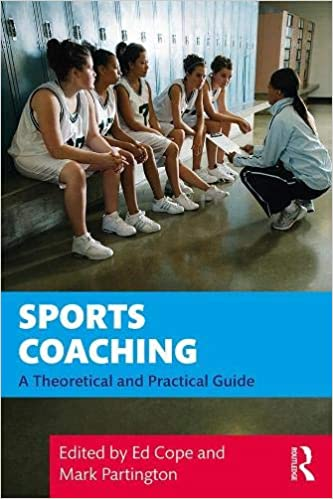 SPORTS
COACHING
A Theoretical and Practical Guide
Edited by Ed Cope and
Mark Partington
ROUTLEDGE